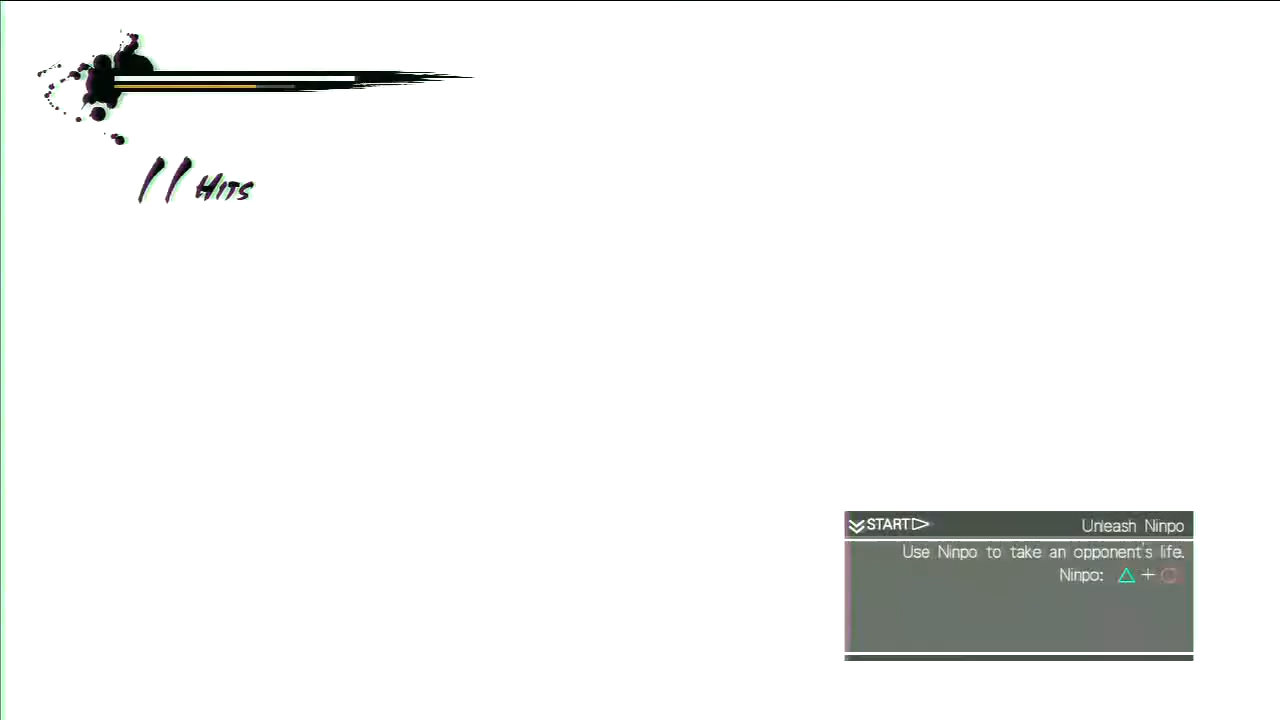 11 HITS
START Unleash Ninpo
Use Ninpo to take an opponent's life.
Ninpo: △ + ○